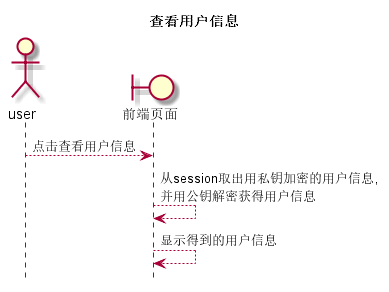 查看用户信息
user
前端页面
点击查看用户信息
从session取出用私钥加密的用户信息,
并用公钥解密获得用户信息
显示得到的用户信息